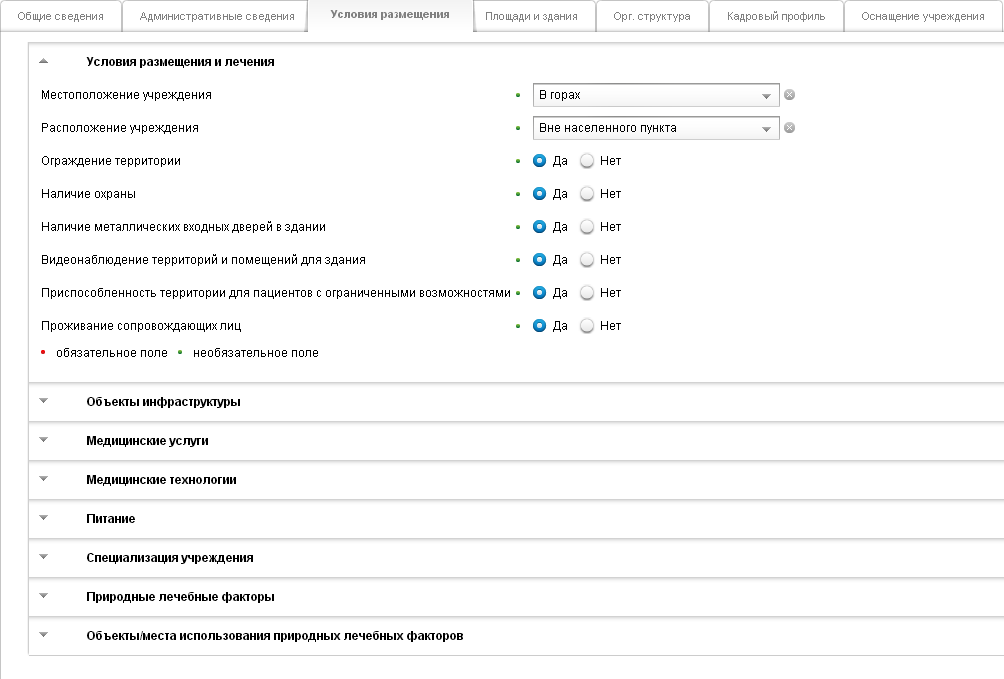 Общие сведения Административные сведения Условия размещения Площади и здания Орг. структура Кадровый профиль Оснащение учреждения
Условия размещения и лечения
Местоположение учреждения В горах
Расположение учреждения Вне населенного пункта
Ограждение территории Да Нет
Наличие охраны Да Нет
Наличие металлических входных дверей в здании Да Нет
Видеонаблюдение территорий и помещений для здания Да Нет
Приспособленность территории для пациентов с ограниченными возможностями Да Нет
Проживание сопровождающих лиц Да Нет
обязательное поле необязательное поле
Объекты инфраструктуры
Медицинские услуги
Медицинские технологии
Питание
Специализация учреждения
Природные лечебные факторы
Объекты/места использования природных лечебных факторов